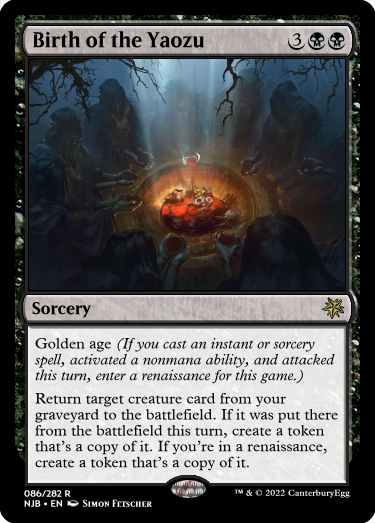 Birth of the Yaozu 3
Sorcery
Golden age (If you cast an instant or sorcery
spell, activated a nonmana ability, and attacked
this turn, enter a renaissance for this game.)
Return target creature card from your
graveyard to the battlefield. If it was put there
from the battlefield this turn, create a token
that's a copy of it. If you're in a renaissance,
create a token that's a copy of it.
086/282 R
NJB • EN Simon Fetscher
™ & © 2022 CanterburyEgg